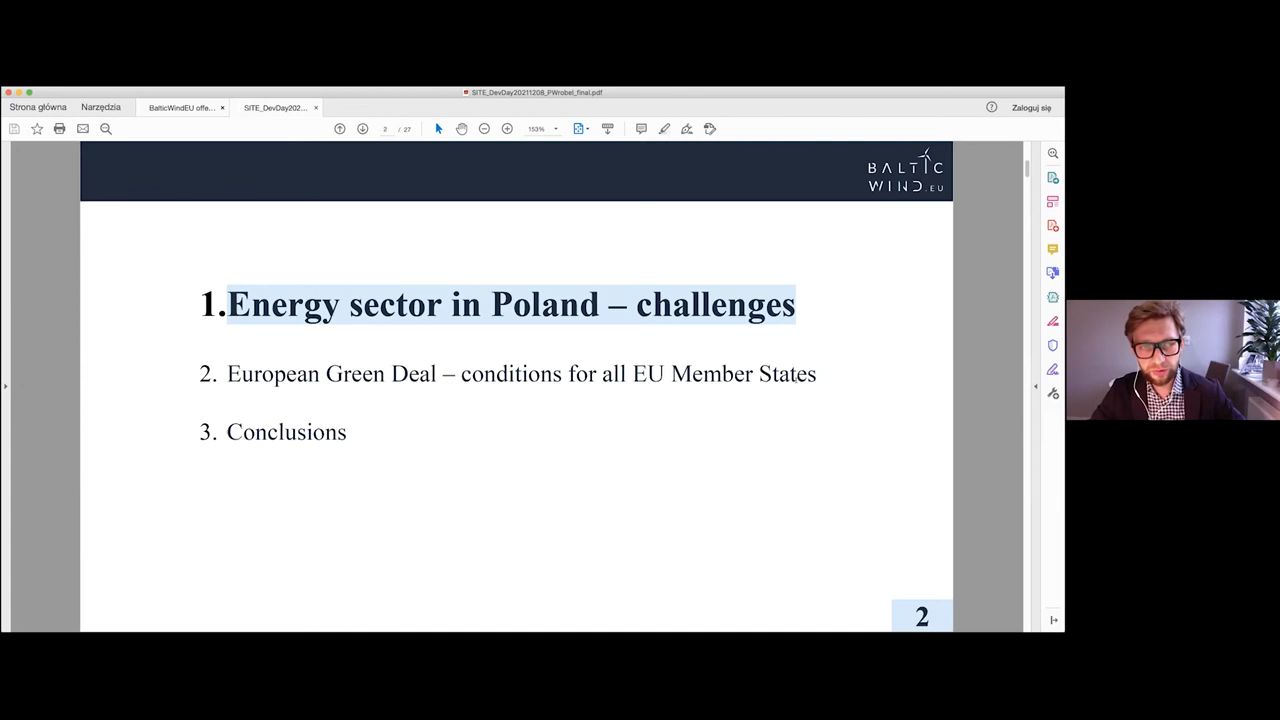 SITE_DevDay20211208_PWrobel_final.pdf
Strona główna Narzędzia BalticWindEU offe... × SITE_DevDay202... × Zaloguj się
2 / 27 153%
BALTIC
WIND.EU
1.Energy sector in Poland – challenges
2. European Green Deal – conditions for all EU Member States
3. Conclusions
2